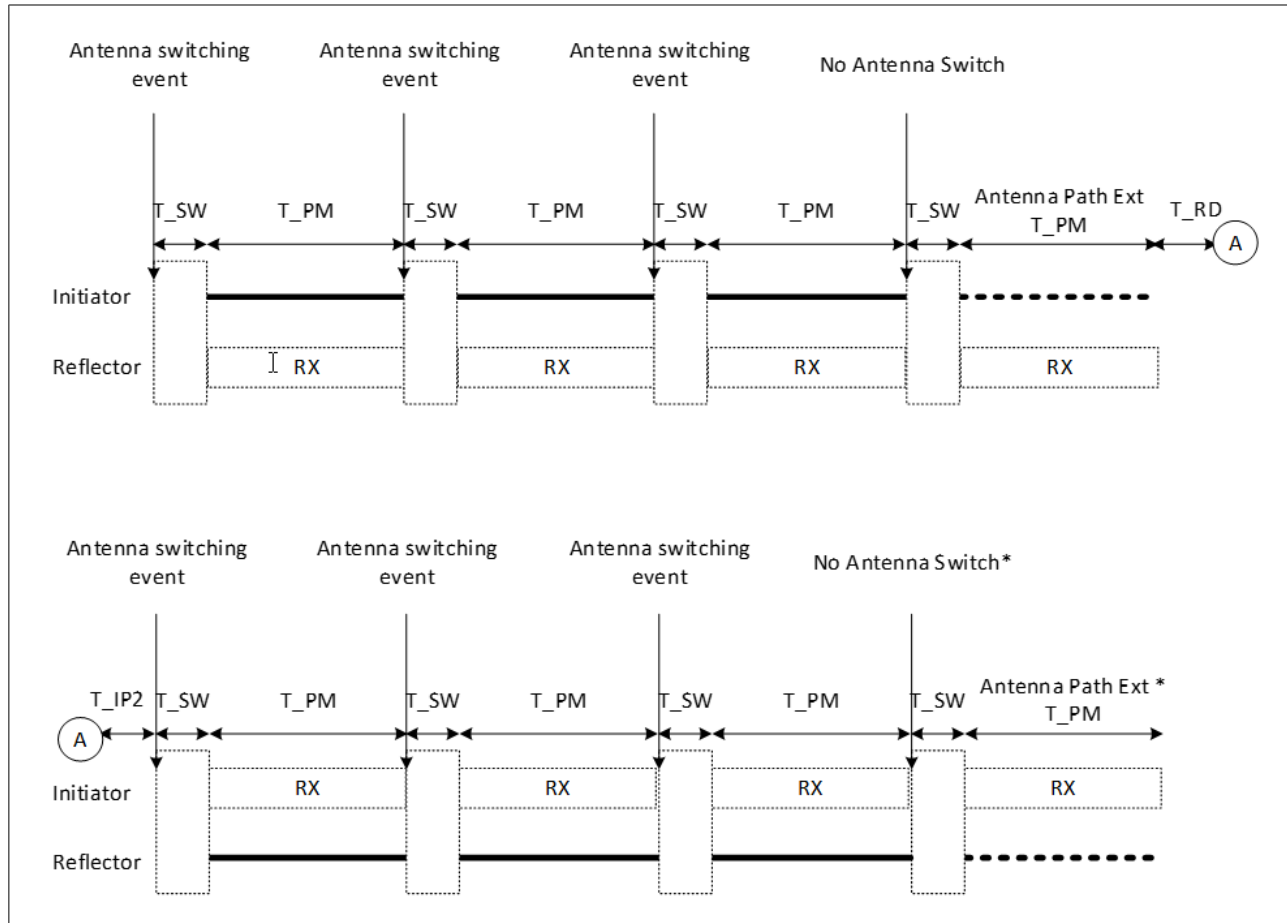 Antenna switching event
Antenna switching event
Antenna switching event
No Antenna Switch
T_SW
T_PM
T_SW
T_PM
T_SW
T_PM
T_SW
Antenna Path Ext
T_PM
T_RD
A
Initiator
Reflector
RX
RX
RX
RX
Antenna switching event
Antenna switching event
Antenna switching event
No Antenna Switch*
A
T_IP2
T_SW
T_PM
T_SW
T_PM
T_SW
T_PM
T_SW
Antenna Path Ext *
T_PM
Initiator
RX
RX
RX
RX
Reflector